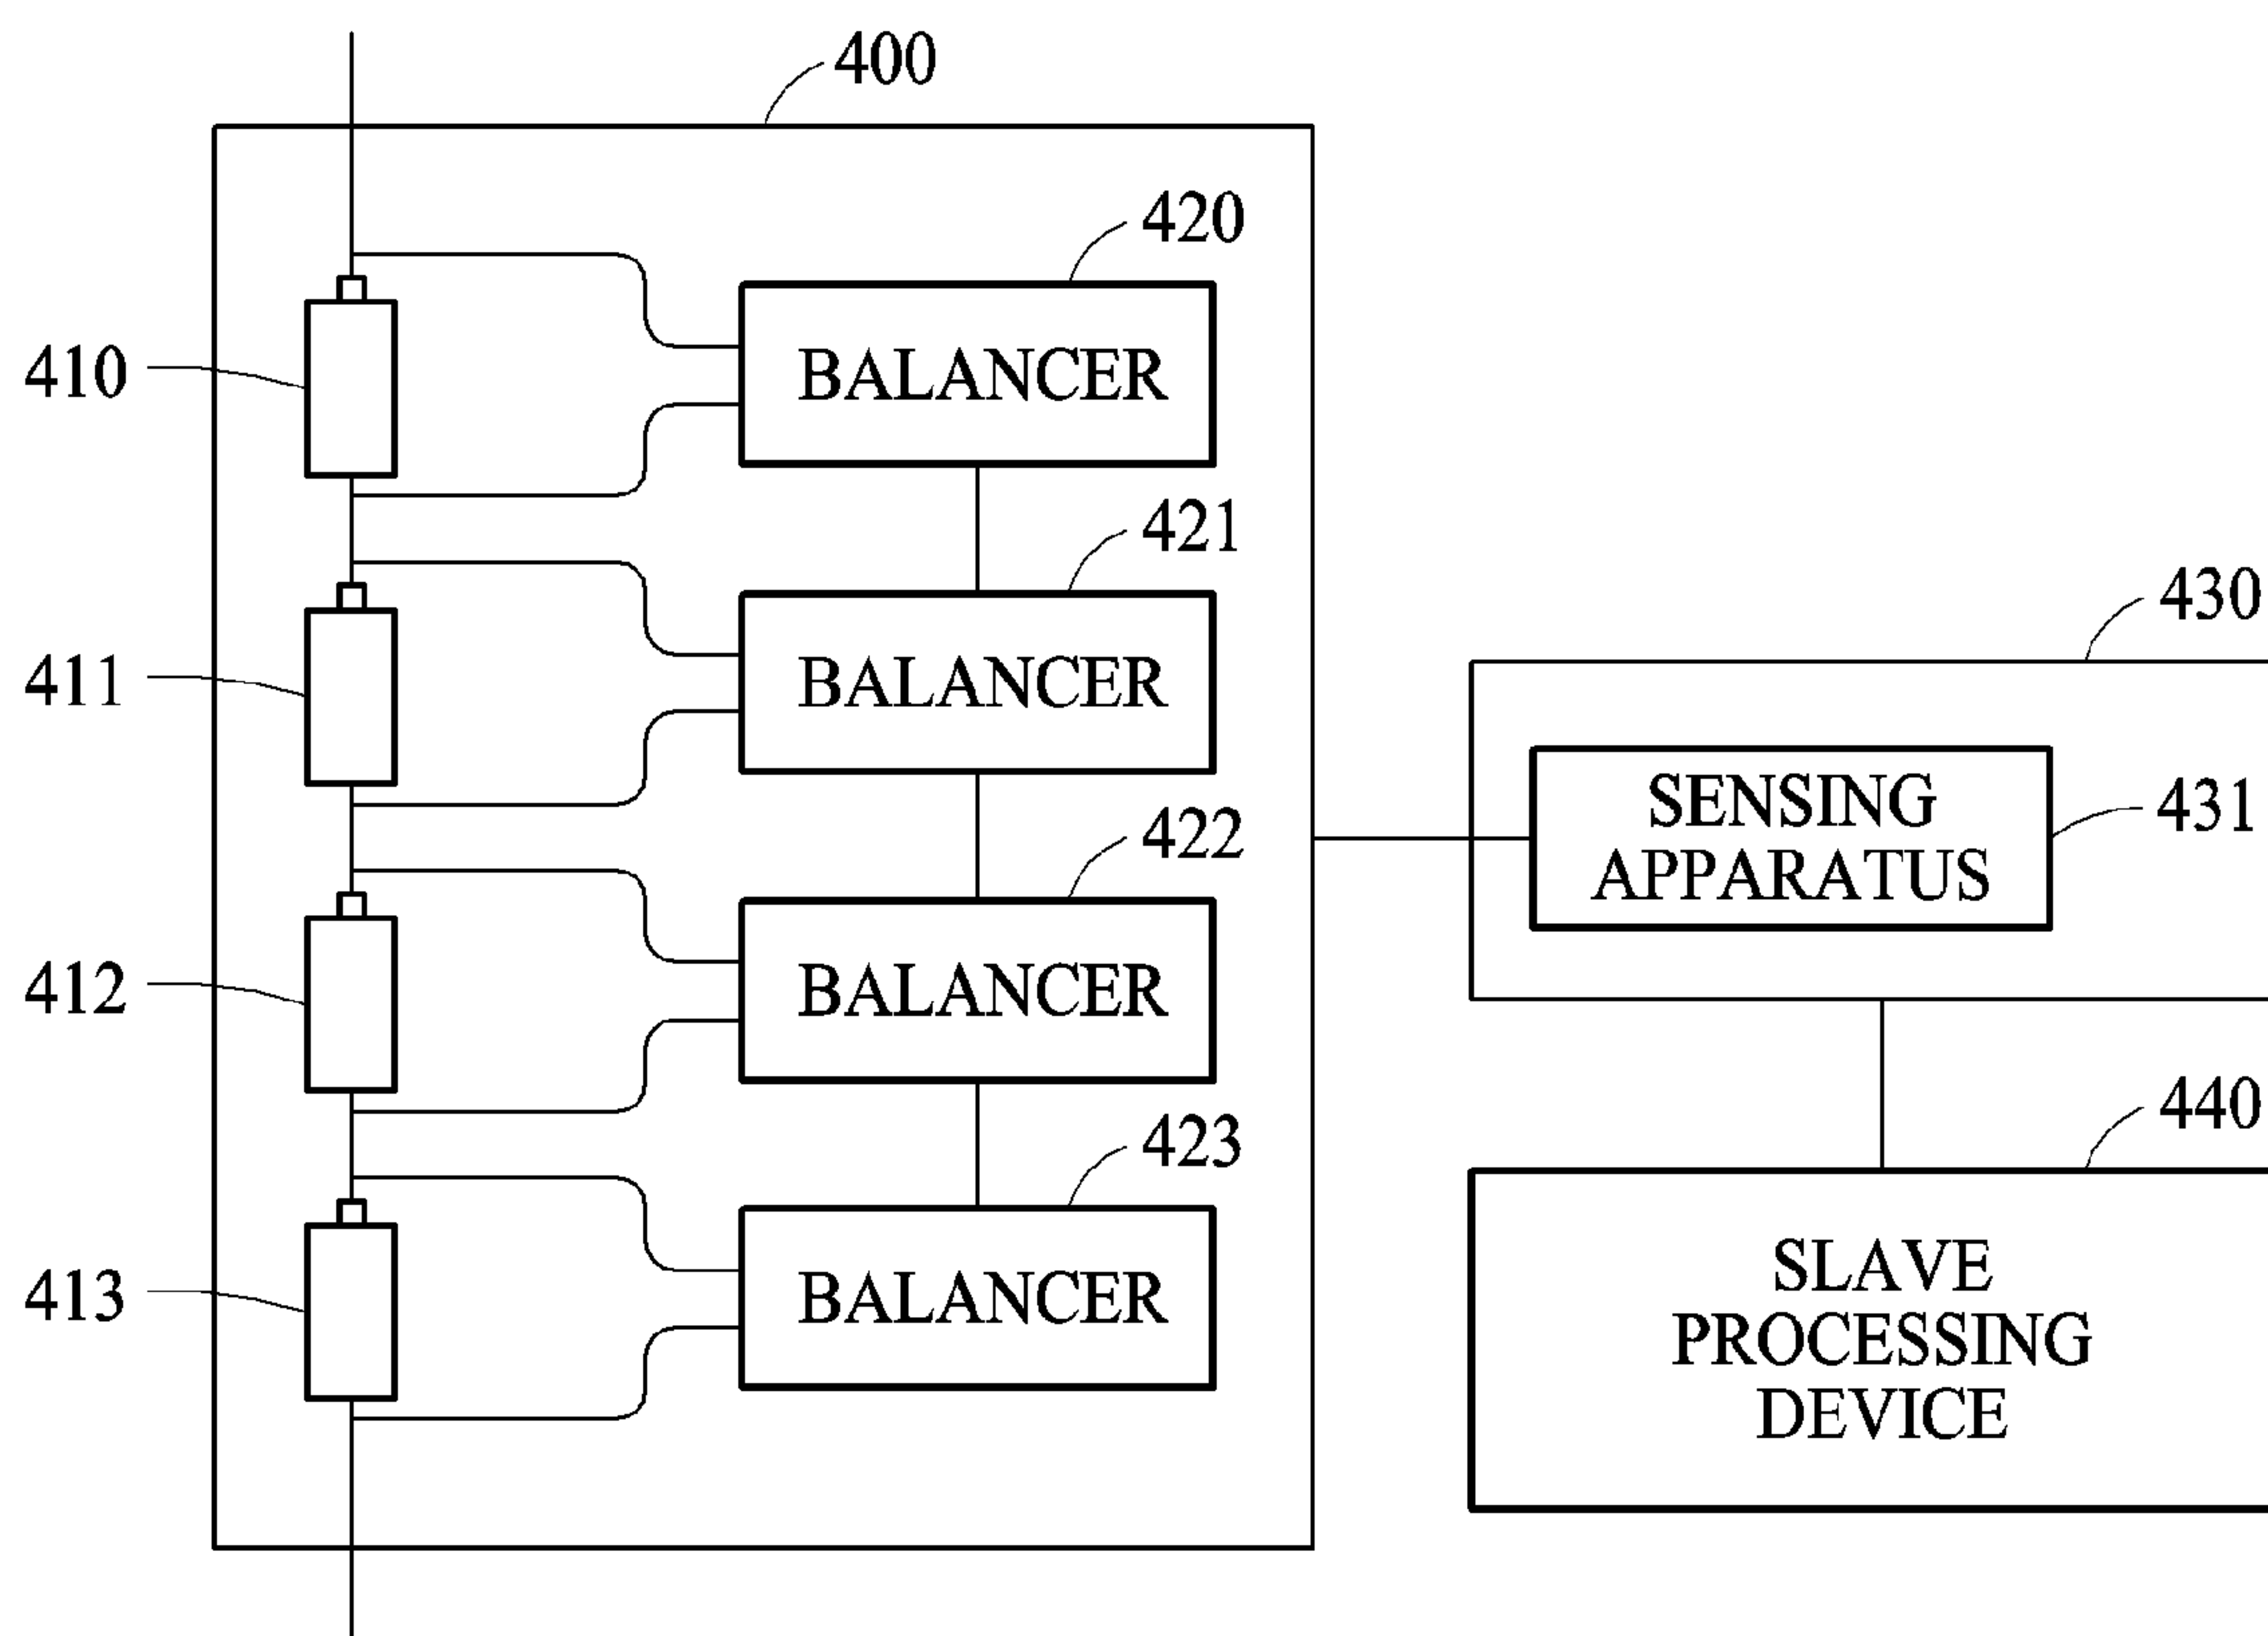 400
420
410
BALANCER
421
430
411
BALANCER
SENSING
APPARATUS
431
422
412
BALANCER
440
423
413
BALANCER
SLAVE
PROCESSING
DEVICE